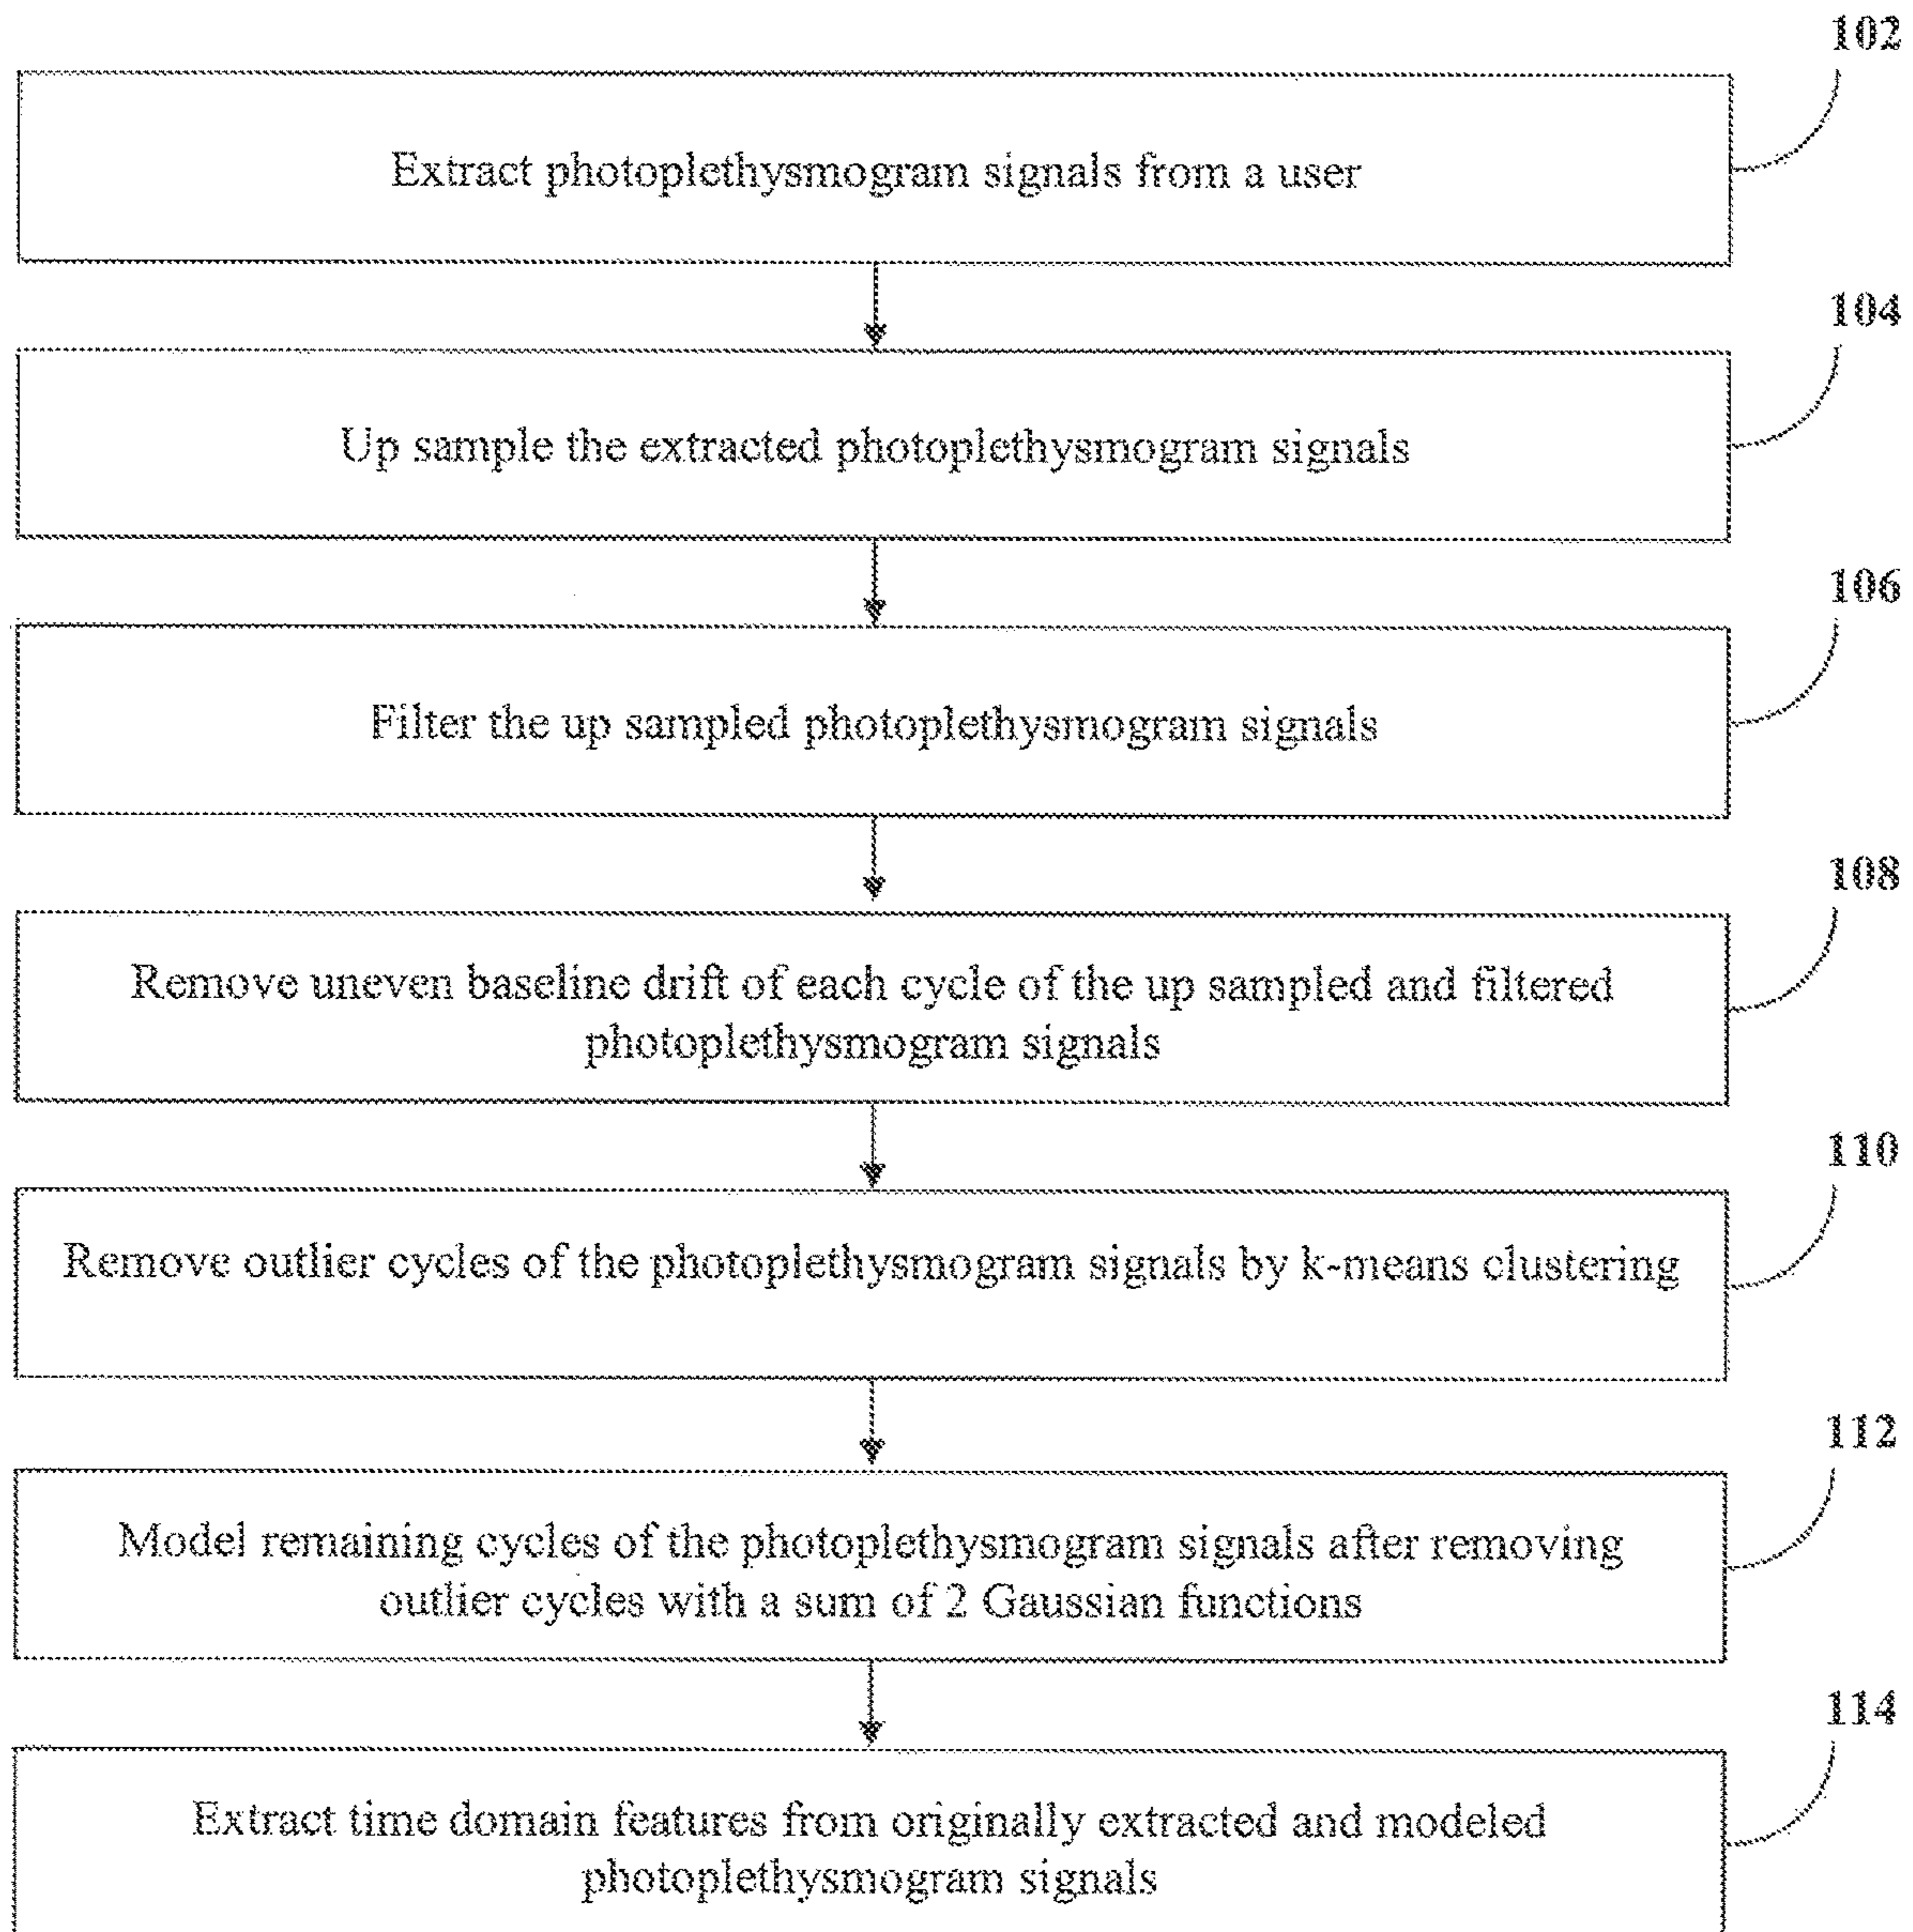 102
Extract photoplethysmogram signals from a user
104
Up sample the extracted photoplethysmogram signals
106
Filter the up sampled photoplethysmogram signals
108
Remove uneven baseline drift of each cycle of the up sampled and filtered
photoplethysmogram signals
110
Remove outlier cycles of the photoplethysmogram signals by k-means clustering
112
Model remaining cycles of the photoplethysmogram signals after removing
outlier cycles with a sum of 2 Gaussian functions
114
Extract time domain features from originally extracted and modeled
photoplethysmogram signals